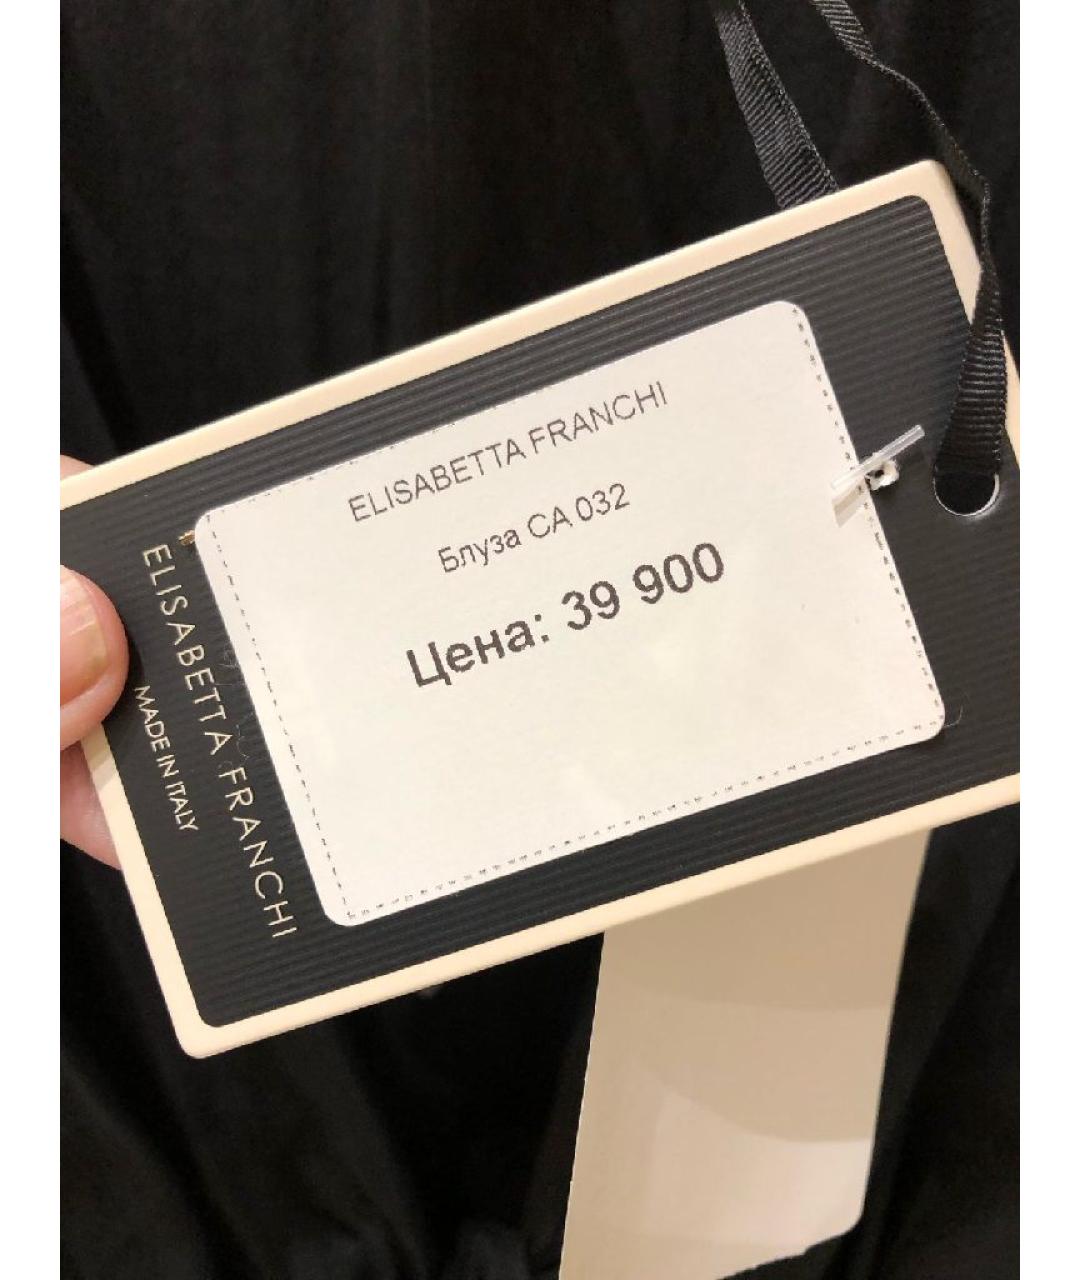 ELISABETTA FRANCHI
Блуза CA 032
Цена: 39 900
ELISABETTA FRANCHI
MADE IN ITALY